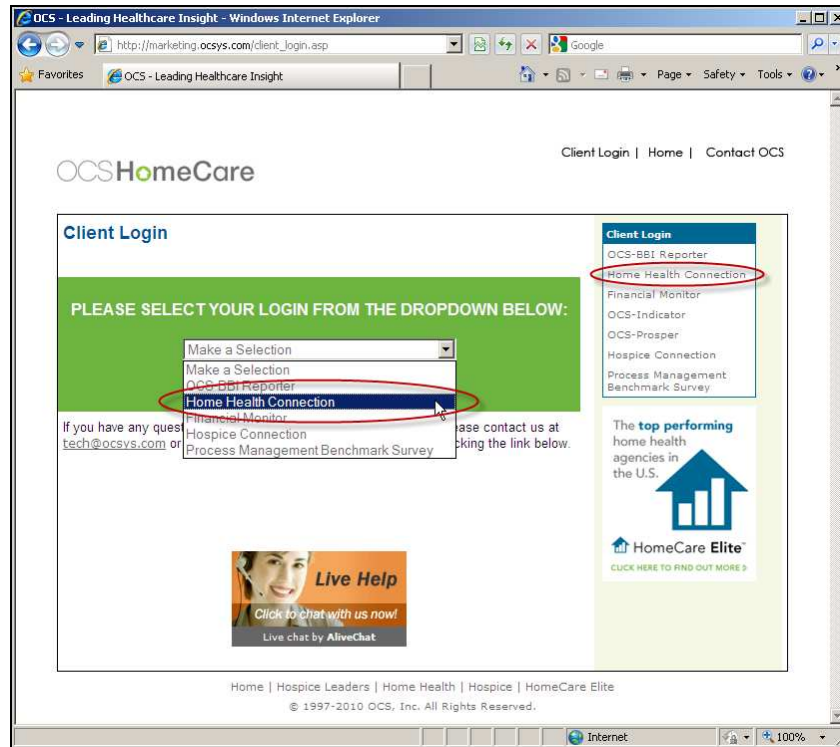 OCS - Leading Healthcare Insight - Windows Internet Explorer
http://marketing.ocsys.com/client_login.asp
Google
Favorites
OCS - Leading Healthcare Insight
Page
Safety
Tools
Client Login | Home | Contact OCS
OCSHomeCare
Client Login
PLEASE SELECT YOUR LOGIN FROM THE DROPDOWN BELOW:
Make a Selection
Make a Selection
OCS-BBI Reporter
Home Health Connection
Financial Monitor
Hospice Connection
Process Management Benchmark Survey
If you have any ease contact us at
tech@ocsys.com or cking the link below.
Live Help
Click to chat with us now!
Live chat by AliveChat
Client Login
OCS-BBI Reporter
Home Health Connection
Financial Monitor
OCS-Indicator
OCS-Prosper
Hospice Connection
Process Management
Benchmark Survey
The top performing
home health
agencies in
the U.S.
HomeCare Elite™
CLICK HERE TO FIND OUT MORE
Home | Hospice Leaders | Home Health | Hospice | HomeCare Elite
© 1997-2010 OCS, Inc. All Rights Reserved.
Internet
100%